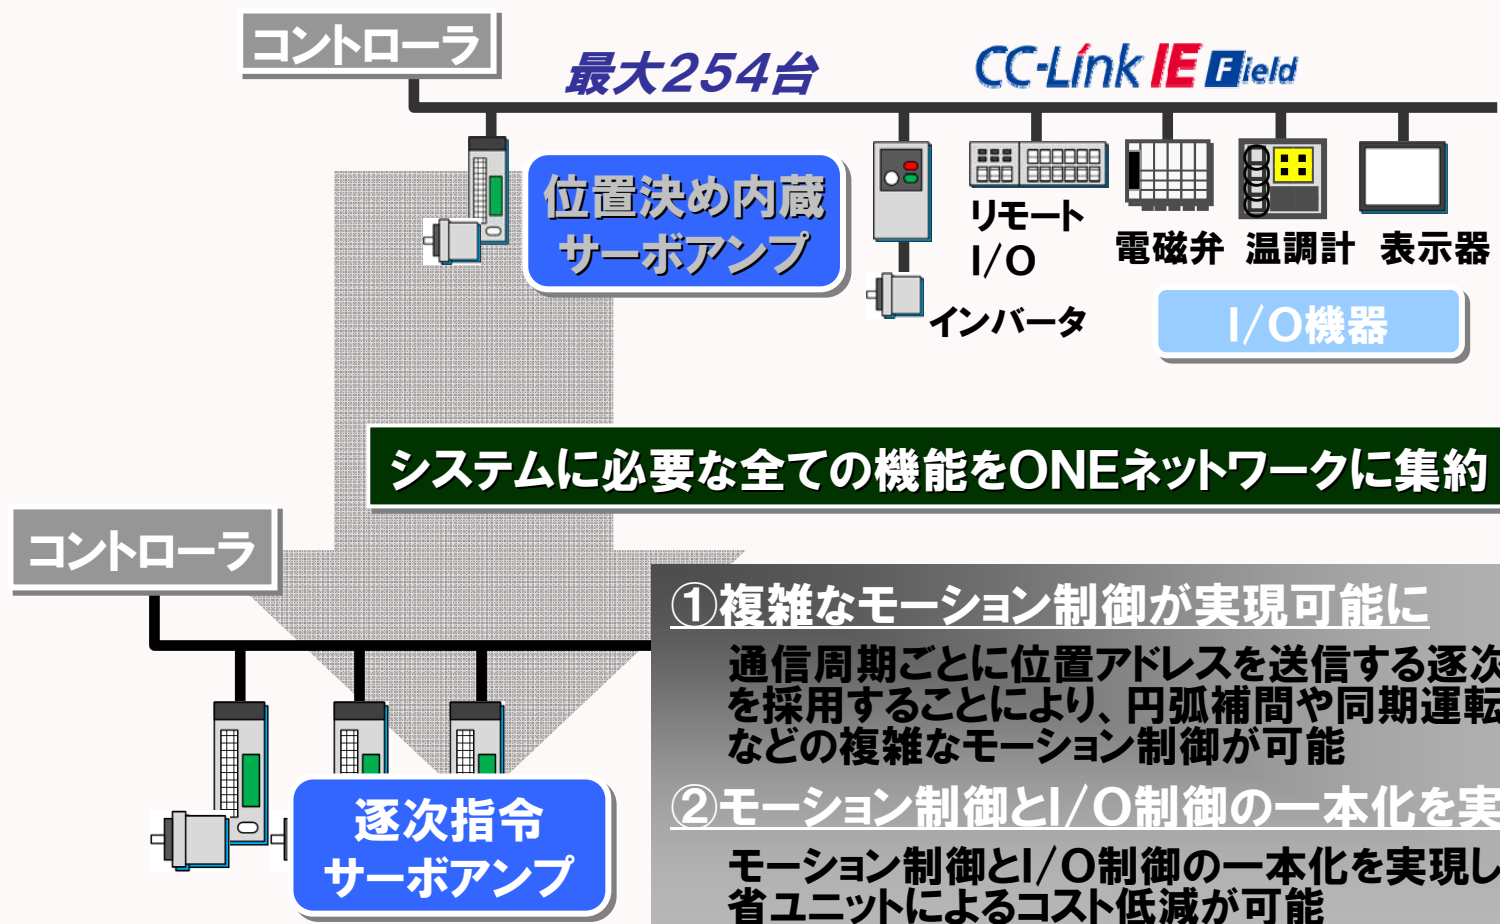 コントローラ
最大254台
CC-Link IE Field
位置決め内蔵
サーボアンプ
リモート
I/O
電磁弁
温調計
表示器
インバータ
I/O機器
システムに必要な全ての機能をONEネットワークに集約
コントローラ
①複雑なモーション制御が実現可能に
通信周期ごとに位置アドレスを送信する逐次
を採用することにより、円弧補間や同期運転
などの複雑なモーション制御が可能
②モーション制御とI/O制御の一本化を実
モーション制御とI/O制御の一本化を実現し
省ユニットによるコスト低減が可能
逐次指令
サーボアンプ